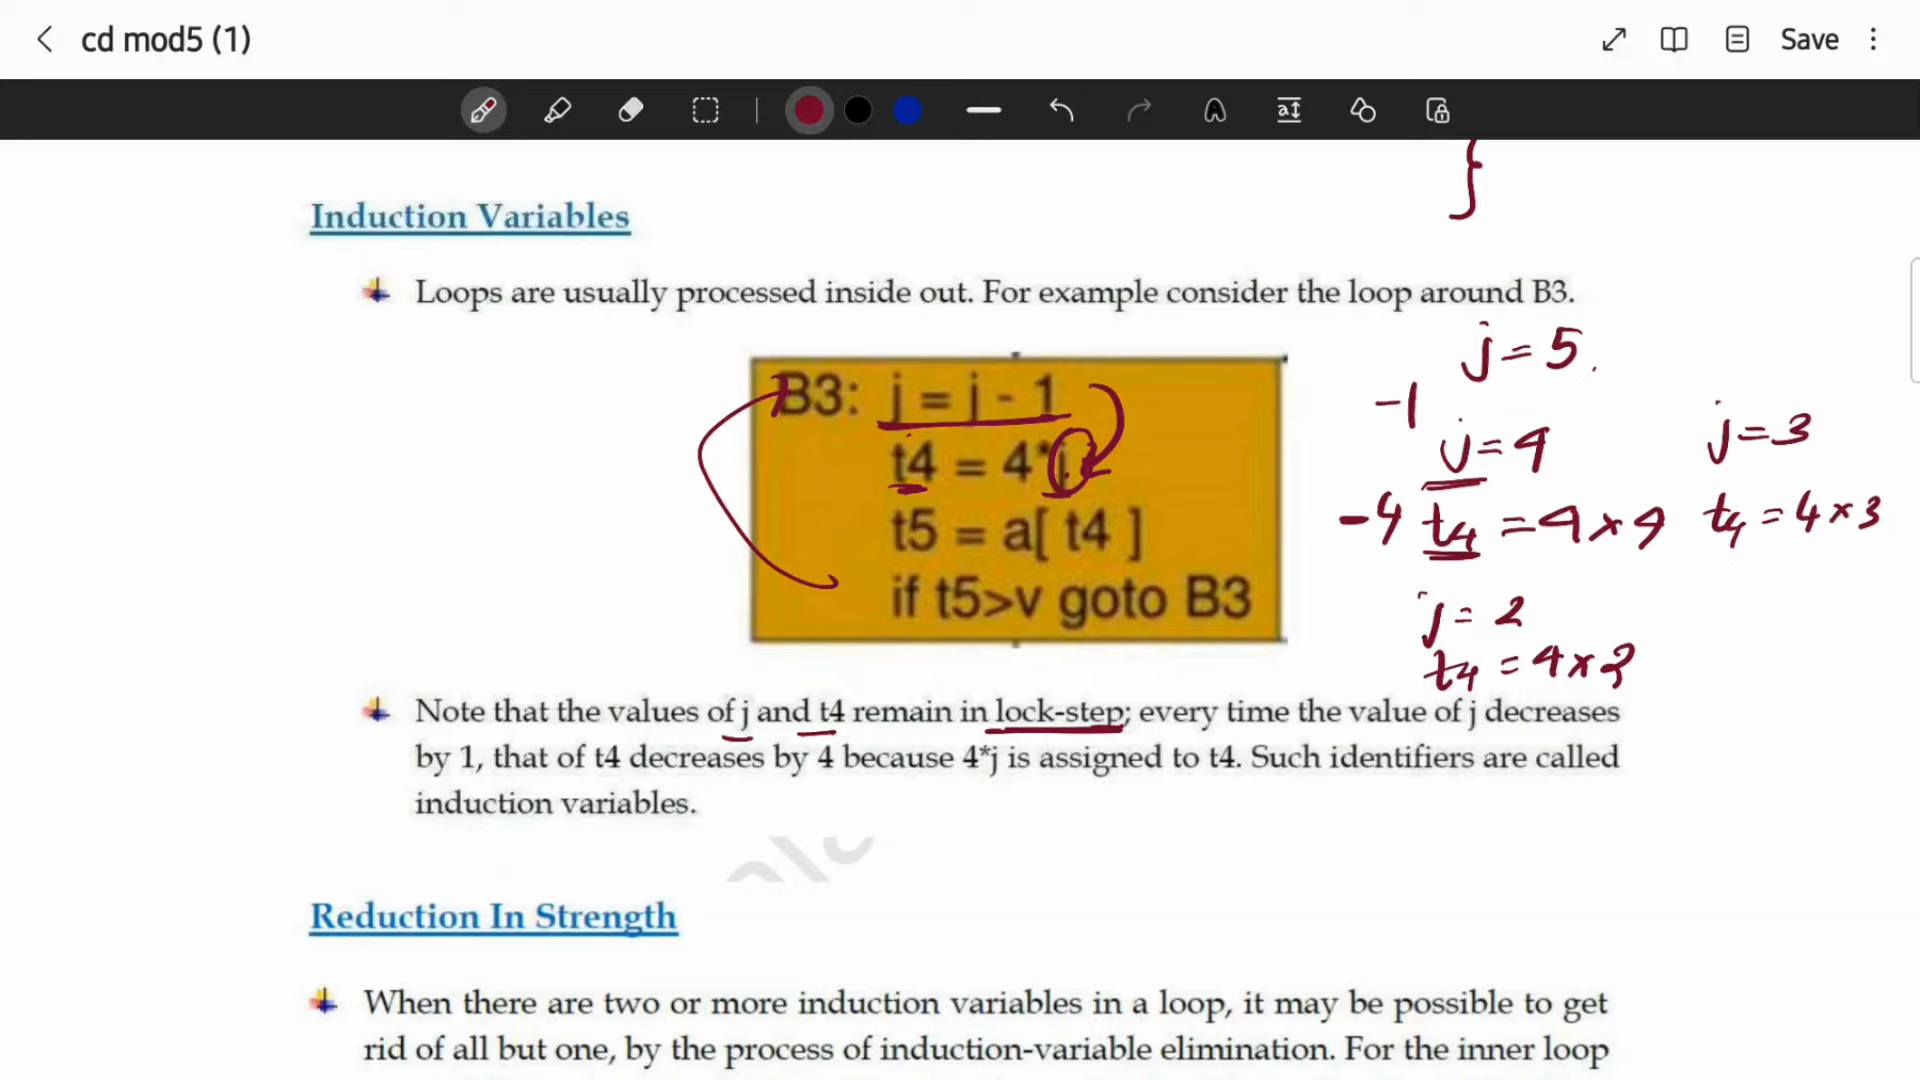 cd mod5 (1)
Save
}
Induction Variables
Loops are usually processed inside out. For example consider the loop around B3.
B3: j = j - 1
t4 = 4*j
t5 = a[ t4 ]
if t5>v goto B3
j = 5.
-1
j = 4
-4 t4 = 4 × 4
j = 3
t4 = 4 × 3
j = 2
t4 = 4 × 2
Note that the values of j and t4 remain in lock-step; every time the value of j decreases
by 1, that of t4 decreases by 4 because 4*j is assigned to t4. Such identifiers are called
induction variables.
Reduction In Strength
When there are two or more induction variables in a loop, it may be possible to get
rid of all but one, by the process of induction-variable elimination. For the inner loop